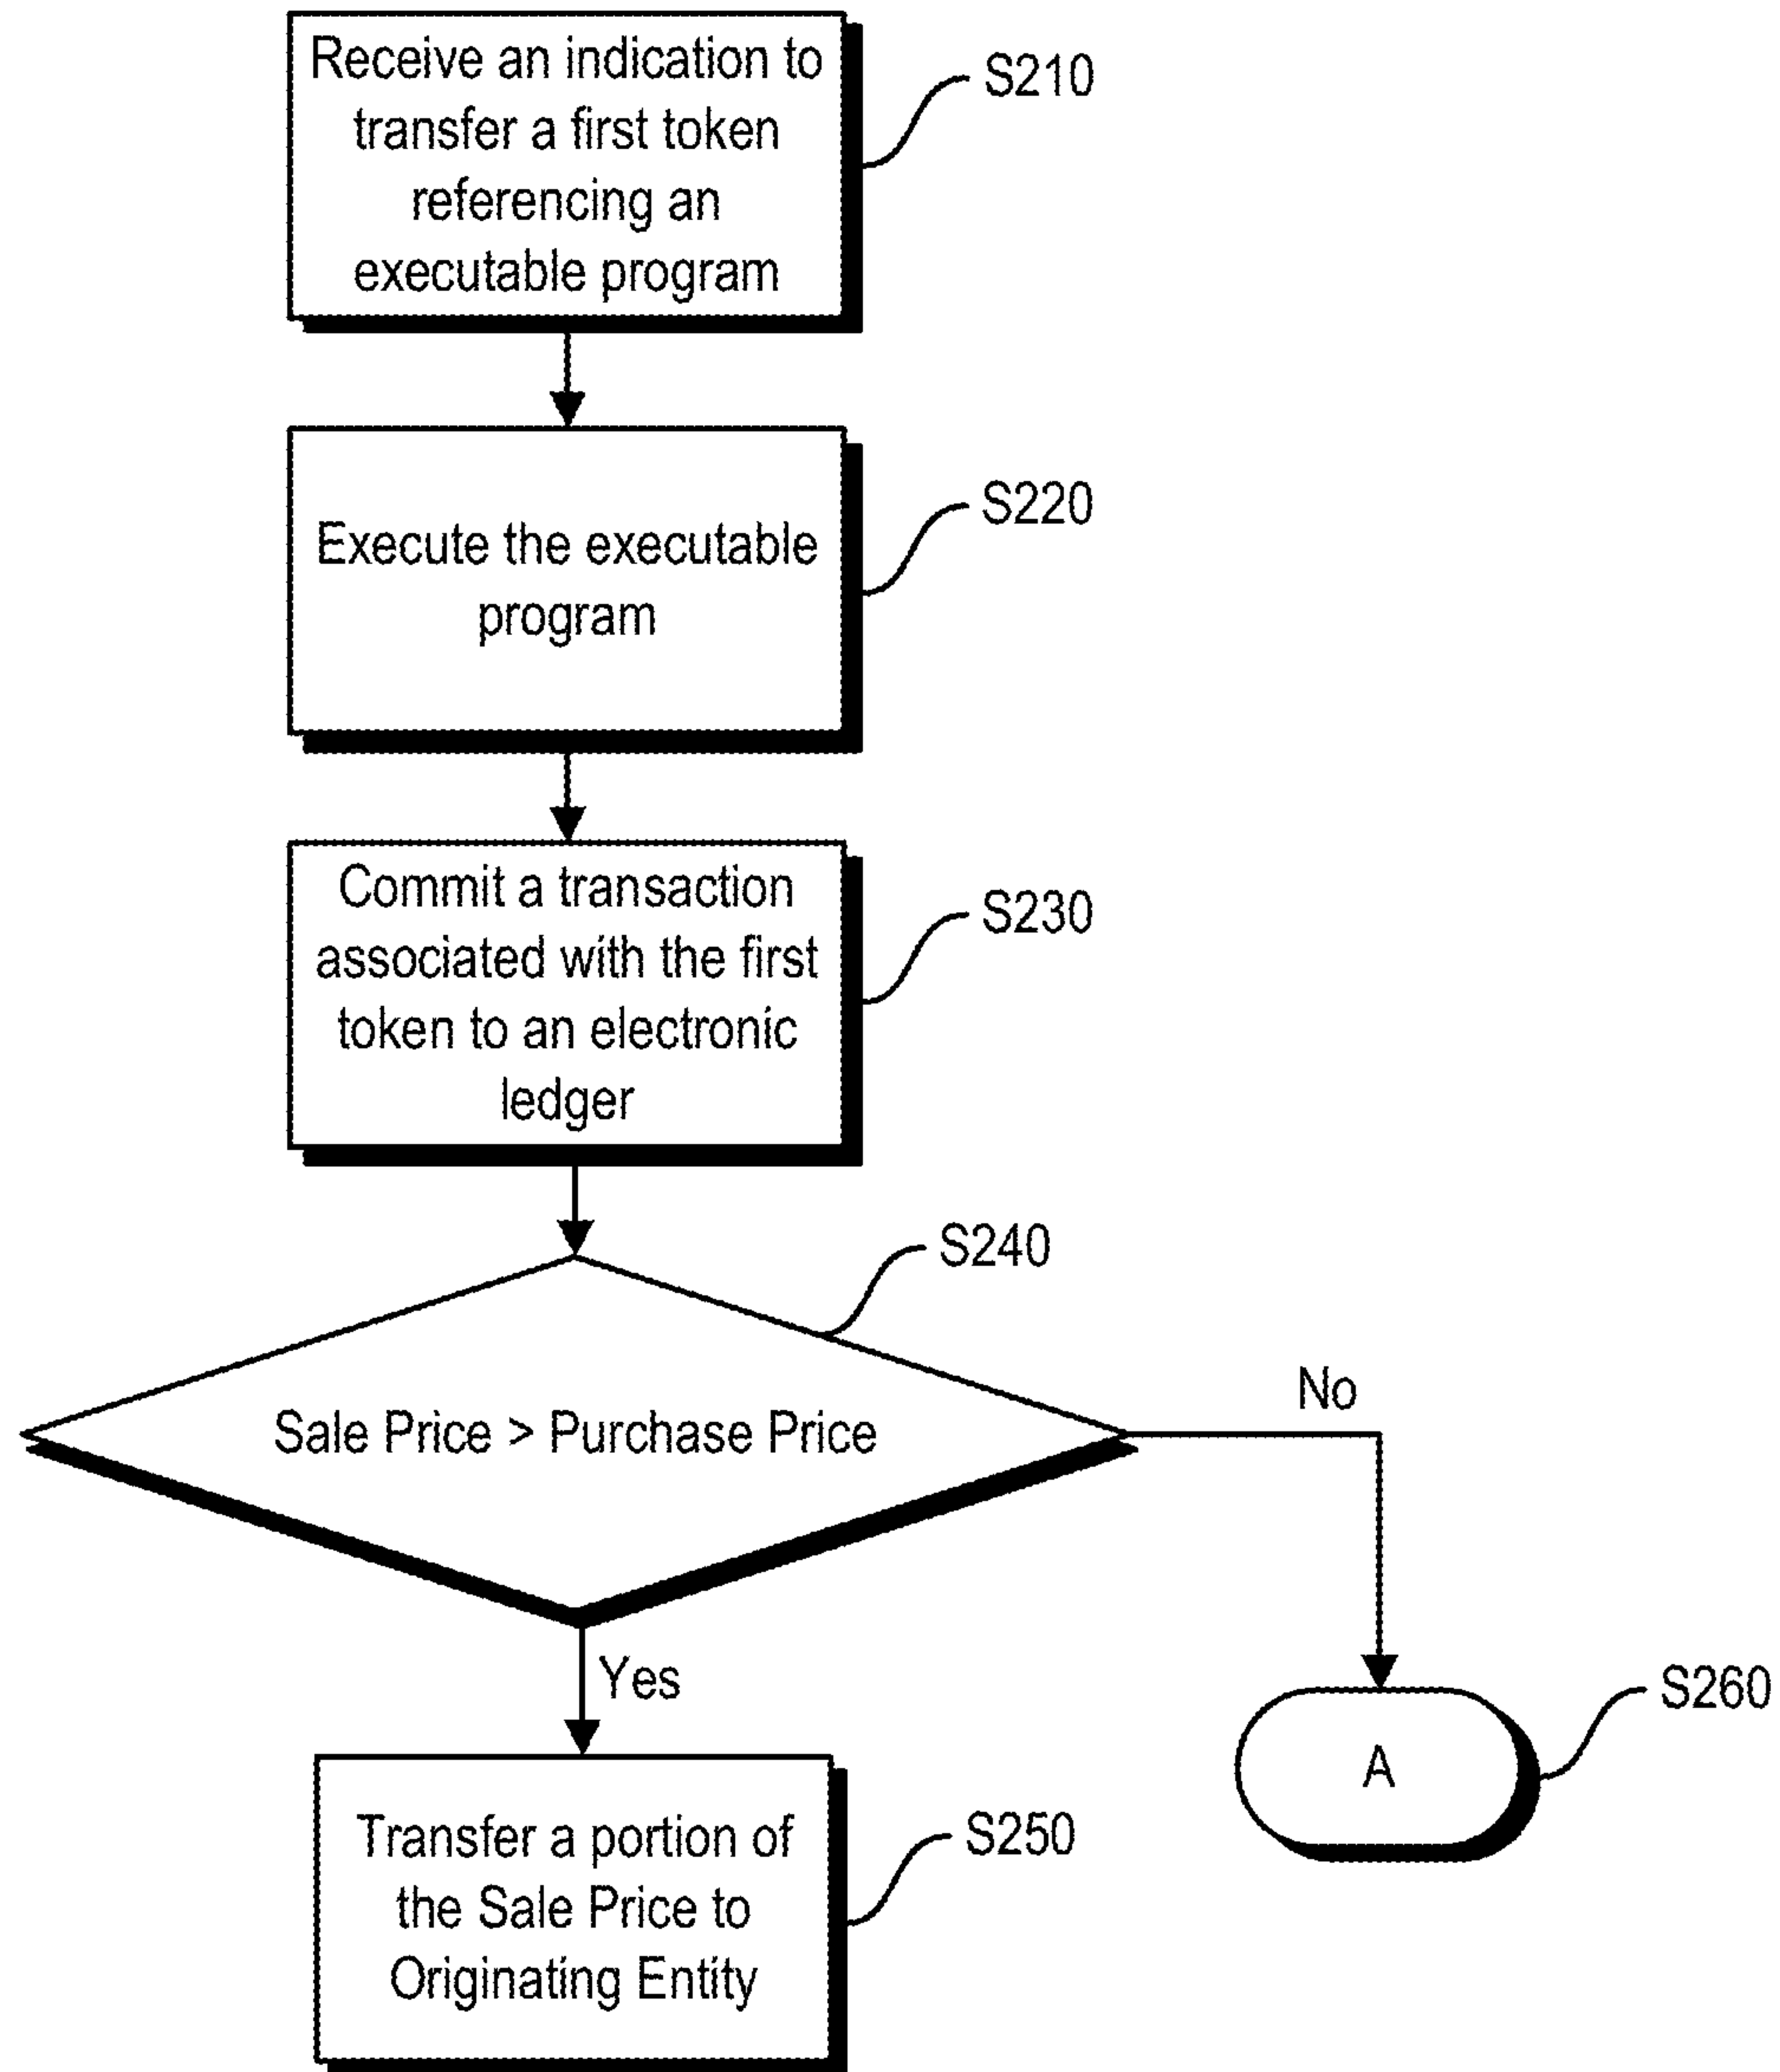 Receive an indication to
transfer a first token
referencing an
executable program
S210
Execute the executable
program
S220
Commit a transaction
associated with the first
token to an electronic
ledger
S230
S240
Sale Price > Purchase Price
No
Yes
S260
A
Transfer a portion of
the Sale Price to
Originating Entity
S250